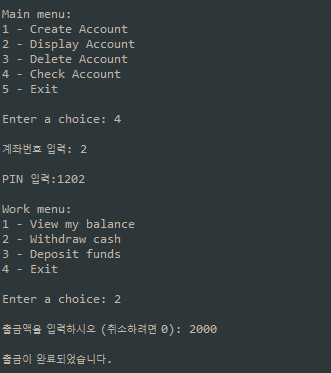 Main menu:
1 - Create Account
2 - Display Account
3 - Delete Account
4 - Check Account
5 - Exit
Enter a choice: 4
계좌번호 입력: 2
PIN 입력:1202
Work menu:
1 - View my balance
2 - Withdraw cash
3 - Deposit funds
4 - Exit
Enter a choice: 2
출금액을 입력하시오 (취소하려면 0): 2000
출금이 완료되었습니다.